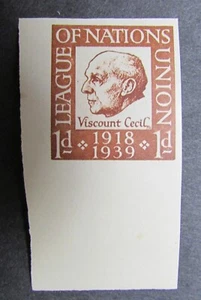 LEAGUE OF NATIONS UNION
Viscount Cecil
1d 1918 1d
1939